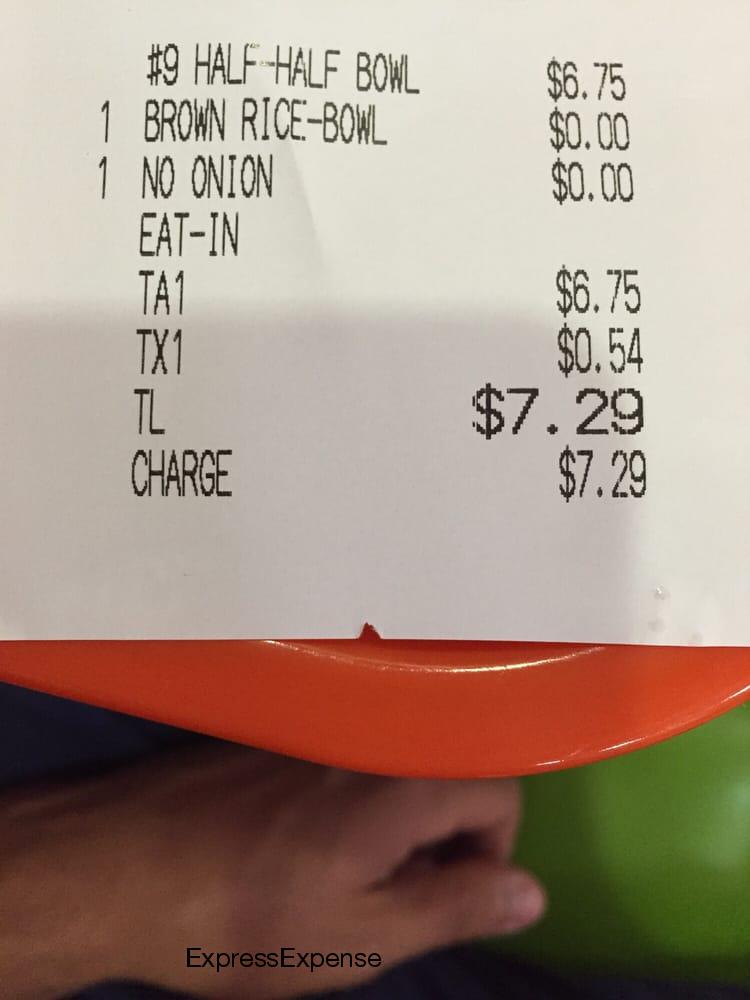 #9 HALF-HALF BOWL $6.75
1 BROWN RICE-BOWL $0.00
1 NO ONION $0.00
EAT-IN
TA1 $6.75
TX1 $0.54
TL $7.29
CHARGE $7.29
ExpressExpense